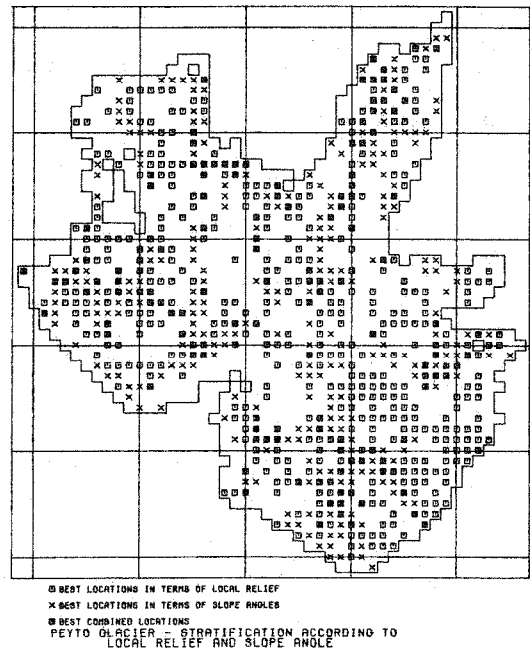 BEST LOCATIONS IN TERMS OF LOCAL RELIEF
BEST LOCATIONS IN TERMS OF SLOPE ANGLES
BEST COMBINED LOCATIONS
PEYTO GLACIER - STRATIFICATION ACCORDING TO
LOCAL RELIEF AND SLOPE ANGLE